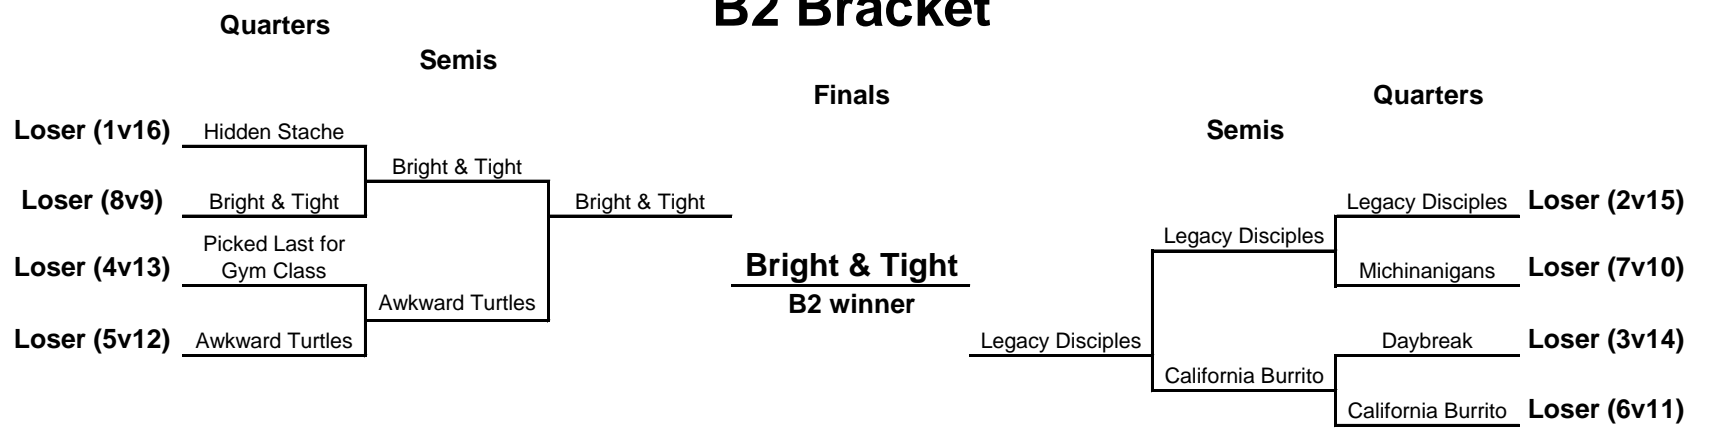 B2 Bracket
Quarters
Semis
Finals
Quarters
Semis
Loser (1v16) Hidden Stache
Bright & Tight
Loser (8v9) Bright & Tight
Bright & Tight
Picked Last for
Loser (4v13) Gym Class
Awkward Turtles
Loser (5v12) Awkward Turtles
Bright & Tight
B2 winner
Legacy Disciples Loser (2v15)
Legacy Disciples
Michinanigans Loser (7v10)
Legacy Disciples
Daybreak Loser (3v14)
California Burrito
California Burrito Loser (6v11)